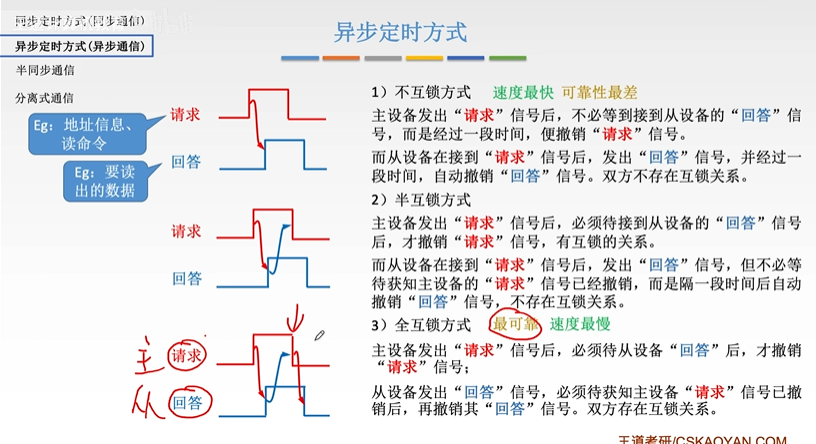 同步定时方式(同步通信)
异步定时方式(异步通信)
半同步通信
分离式通信
异步定时方式
Eg：地址信息、
读命令
请求
Eg：要读
出的数据
回答
请求
回答
主 请求
从 回答
1）不互锁方式 速度最快 可靠性最差
主设备发出“请求”信号后，不必等到接到从设备的“回答”信
号，而是经过一段时间，便撤销“请求”信号。
而从设备在接到“请求”信号后，发出“回答”信号，并经过一
段时间，自动撤销“回答”信号。双方不存在互锁关系。
2）半互锁方式
主设备发出“请求”信号后，必须待接到从设备的“回答”信号
后，才撤销“请求”信号，有互锁的关系。
而从设备在接到“请求”信号后，发出“回答”信号，但不必等
待获知主设备的“请求”信号已经撤销，而是隔一段时间后自动
撤销“回答”信号，不存在互锁关系。
3）全互锁方式 最可靠 速度最慢
主设备发出“请求”信号后，必须待从设备“回答”后，才撤销
“请求”信号；
从设备发出“回答”信号，必须待获知主设备“请求”信号已撤
销后，再撤销其“回答”信号。双方存在互锁关系。
王道考研/CSKAOYAN.COM